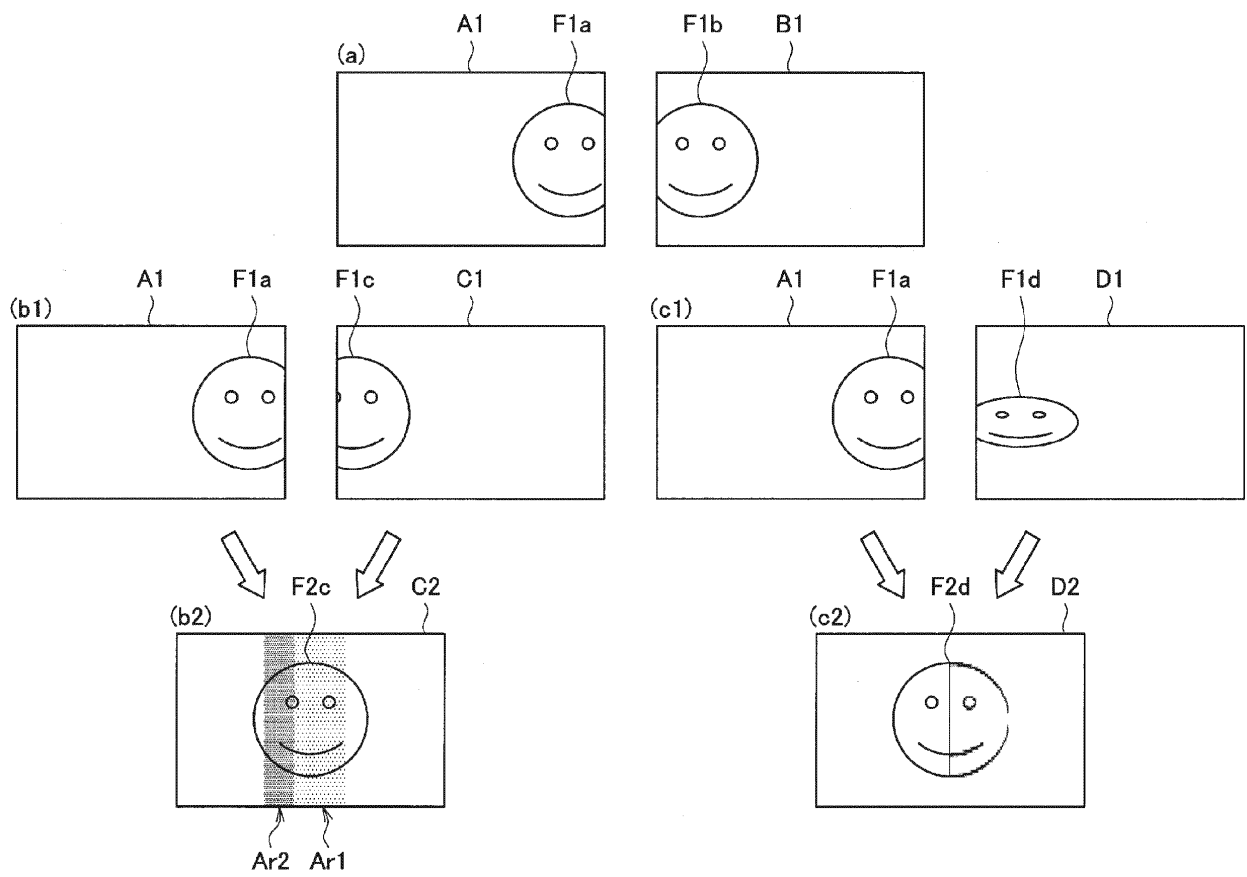 A1 F1a F1b B1
(a)
A1 F1a F1c C1 A1 F1a F1d D1
(b1) (c1)
F2c C2 F2d D2
(b2) (c2)
Ar2 Ar1